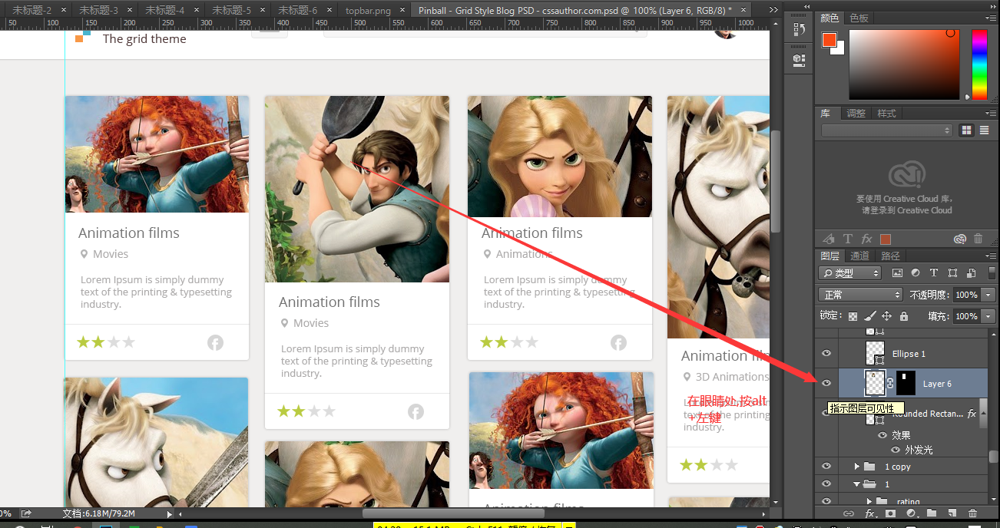 未标题-2 × 未标题-3 × 未标题-4 × 未标题-5 × 未标题-6 × topbar.png × Pinball - Grid Style Blog PSD - cssauthor.com.psd @ 100% (Layer 6, RGB/8) * ×
50 100 150 200 250 300 350 400 450 500 550 600 650 700 750 800 850 900 950 1000
The grid theme
Animation films
Movies
Lorem Ipsum is simply dummy
text of the printing & typesetting
industry.
Animation films
Movies
Lorem Ipsum is simply dummy
text of the printing & typesetting
industry.
Animation films
Animations
Lorem Ipsum is simply dummy
text of the printing & typesetting
industry.
Animation
3D Animations
text of the printing
industry.
在眼睛处,按alt
+左键
Animation films
颜色 色板
库 调整 样式
要使用 Creative Cloud 库,
请登录到 Creative Cloud
图层 通道 路径
类型
正常 不透明度: 100%
锁定: 填充: 100%
Ellipse 1
Layer 6
指示图层可见性
Rounded Rectan... fx
效果
外发光
1 copy
1
rating
0% 文档:6.18M/79.2M